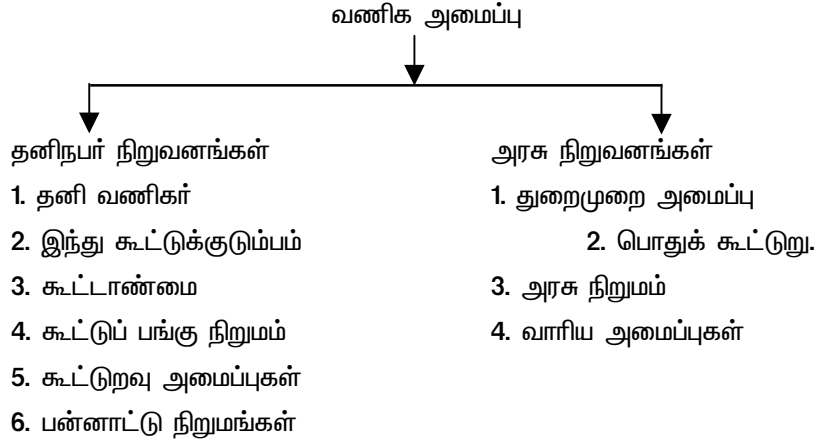 வணிக அமைப்பு
தனிநபர் நிறுவனங்கள்
1. தனி வணிகர்
2. இந்து கூட்டுக்குடும்பம்
3. கூட்டாண்மை
4. கூட்டுப் பங்கு நிறுமம்
5. கூட்டுறவு அமைப்புகள்
6. பன்னாட்டு நிறுமங்கள்
அரசு நிறுவனங்கள்
1. துறைமுறை அமைப்பு
2. பொதுக் கூட்டுறு.
3. அரசு நிறுமம்
4. வாரிய அமைப்புகள்